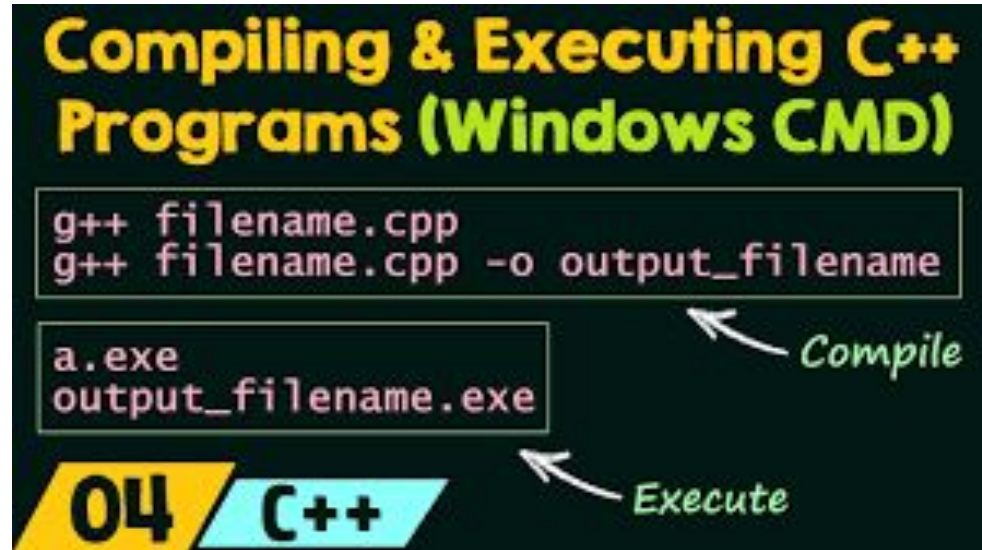 Compiling & Executing C++
Programs (Windows CMD)
g++ filename.cpp
g++ filename.cpp -o output_filename
Compile
a.exe
output_filename.exe
Execute
04 C++